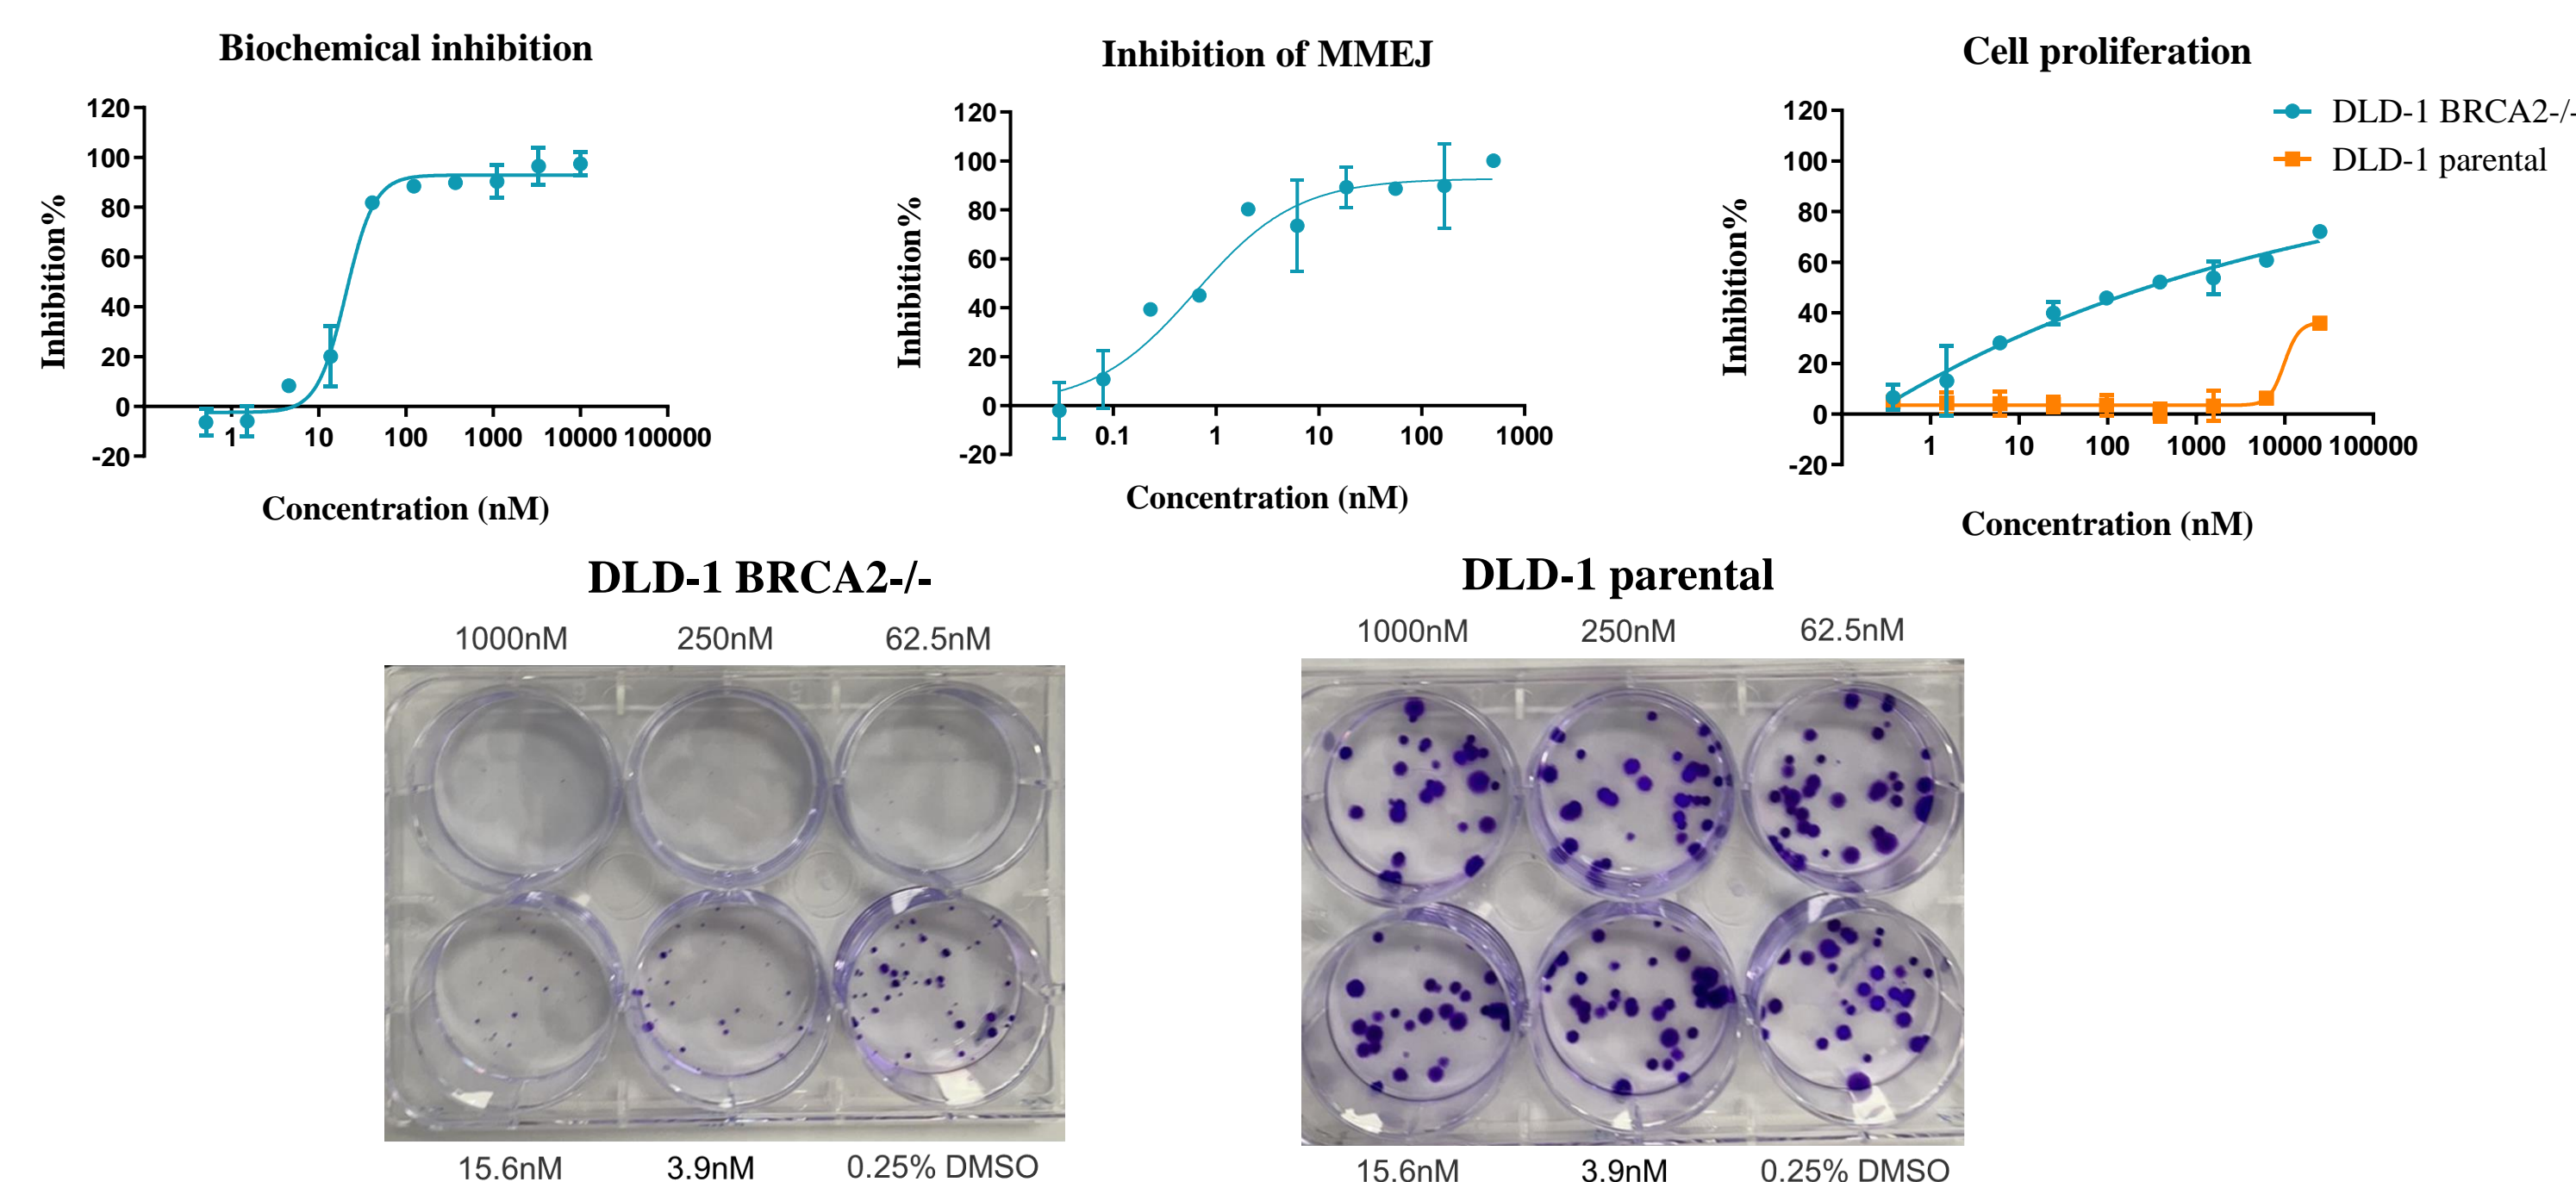 Biochemical inhibition
Inhibition%
120
100
80
60
40
20
0
-20
1 10 100 1000 10000 100000
Concentration (nM)
Inhibition of MMEJ
Inhibition%
120
100
80
60
40
20
0
-20
0.1 1 10 100 1000
Concentration (nM)
Cell proliferation
Inhibition%
120
100
80
60
40
20
0
-20
1 10 100 1000 10000 100000
Concentration (nM)
DLD-1 BRCA2-/-
DLD-1 parental
DLD-1 BRCA2-/-
1000nM 250nM 62.5nM
15.6nM 3.9nM 0.25% DMSO
DLD-1 parental
1000nM 250nM 62.5nM
15.6nM 3.9nM 0.25% DMSO